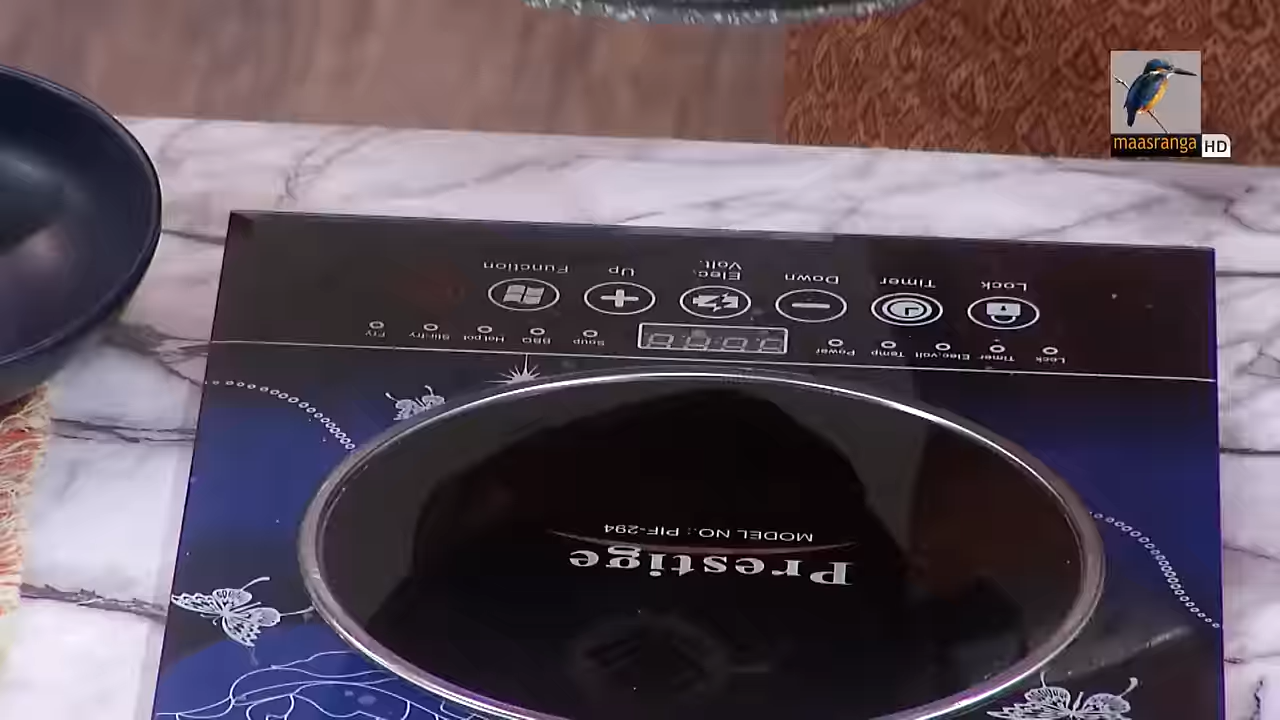 maasranga HD
Lock Timer Down Elec. Volt. Up Function
Lock Timer Elec.volt Temp Power Soup BBQ Hotpot Stir-fry Fry
MODEL NO.: PIF-294
Prestige